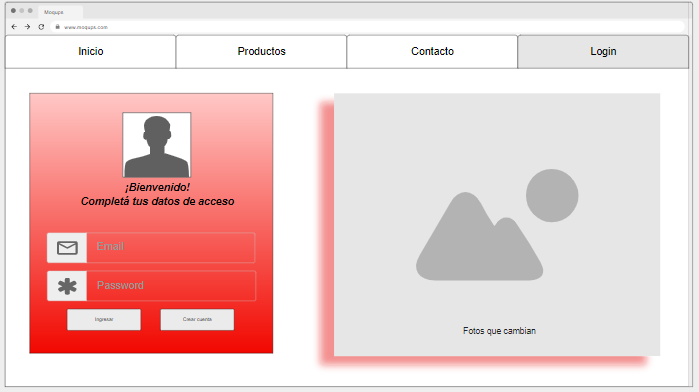 Moqups
www.moqups.com
Inicio
Productos
Contacto
Login
¡Bienvenido!
Completá tus datos de acceso
Email
Password
Ingresar
Crear cuenta
Fotos que cambian